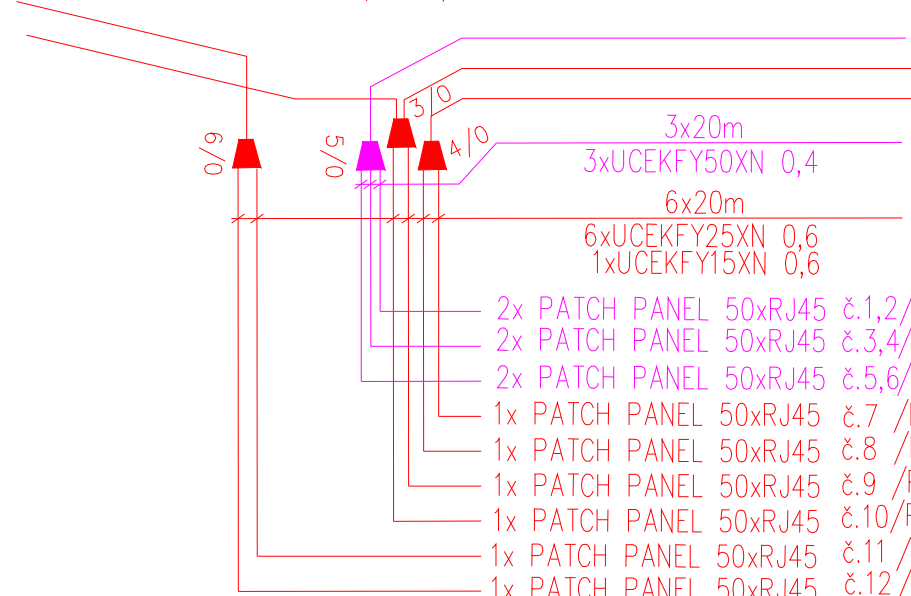 3/0
6/0
5/0
4/0
3x20m
3xUCEKFY50XN 0,4
6x20m
6xUCEKFY25XN 0,6
1xUCEKFY15XN 0,6
2x PATCH PANEL 50xRJ45 č.1,2/
2x PATCH PANEL 50xRJ45 č.3,4/
2x PATCH PANEL 50xRJ45 č.5,6/
1x PATCH PANEL 50xRJ45 č.7 /
1x PATCH PANEL 50xRJ45 č.8 /
1x PATCH PANEL 50xRJ45 č.9 /
1x PATCH PANEL 50xRJ45 č.10/
1x PATCH PANEL 50xRJ45 č.11 /
1x PATCH PANEL 50xRJ45 č.12 /